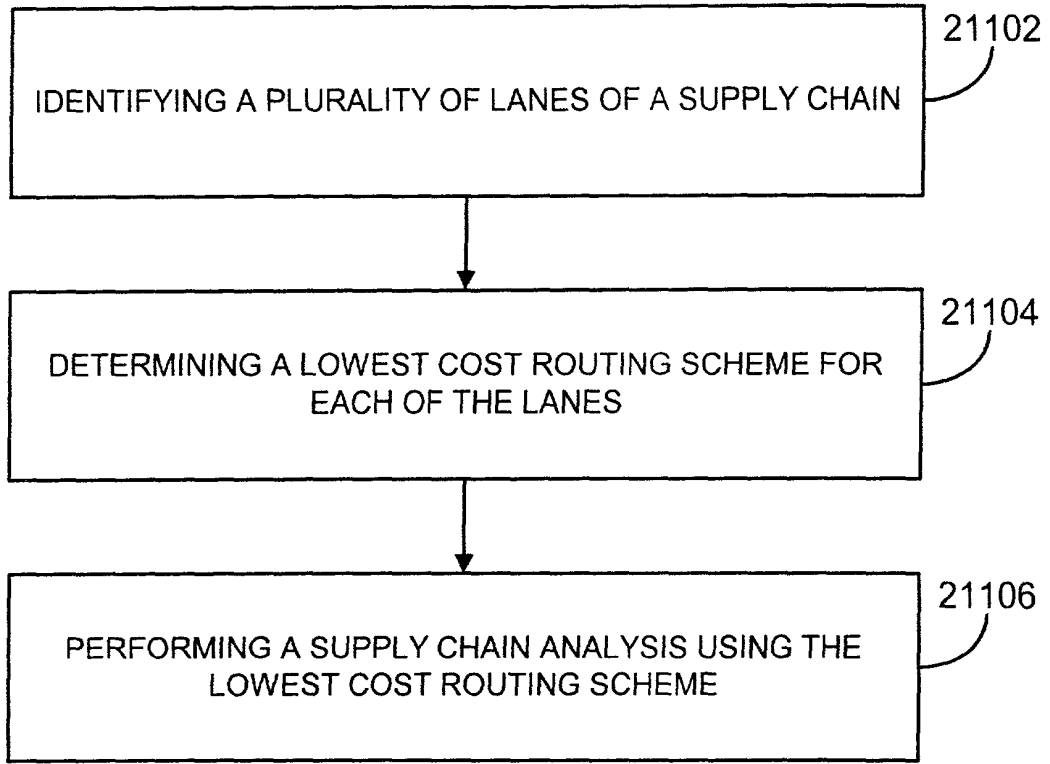 21102
IDENTIFYING A PLURALITY OF LANES OF A SUPPLY CHAIN
21104
DETERMINING A LOWEST COST ROUTING SCHEME FOR
EACH OF THE LANES
21106
PERFORMING A SUPPLY CHAIN ANALYSIS USING THE
LOWEST COST ROUTING SCHEME